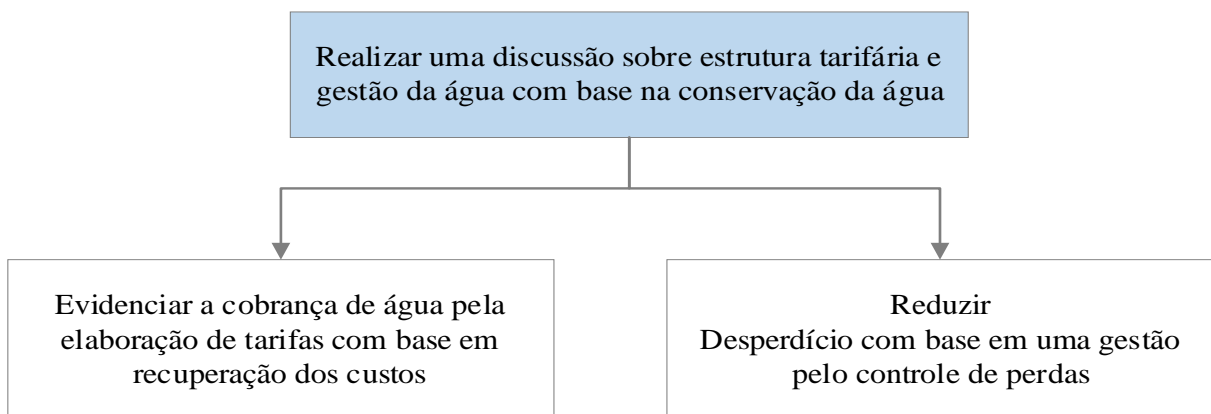 Realizar uma discussão sobre estrutura tarifária e
gestão da água com base na conservação da água
Evidenciar a cobrança de água pela
elaboração de tarifas com base em
recuperação dos custos
Reduzir
Desperdício com base em uma gestão
pelo controle de perdas